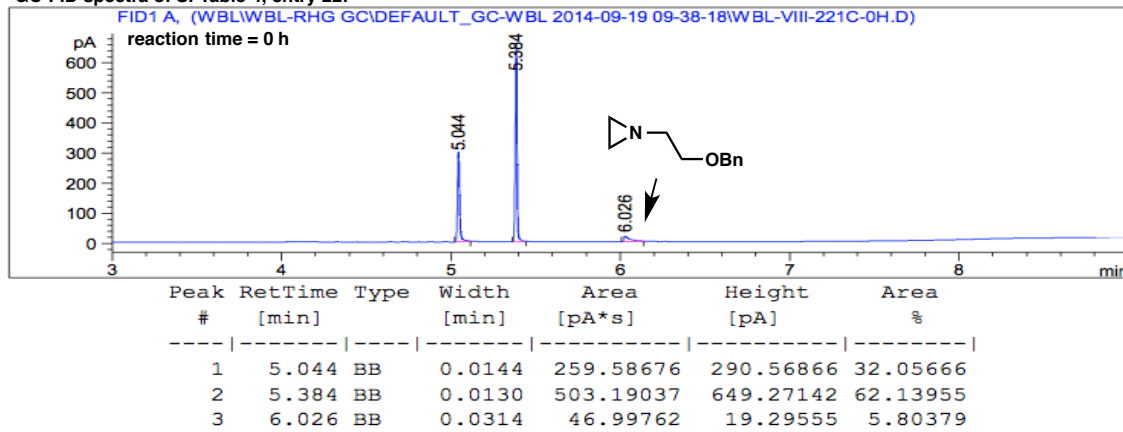 FID1 A, (WBL\WBL-RHG GC\DEFAULT_GC-WBL 2014-09-19 09-38-18\WBL-VIII-221C-0H.D)
pA reaction time = 0 h
600
500
400
300
200
100
0
5.044
5.384
6.026
N
OBn
3 4 5 6 7 8 min
Peak RetTime Type Width Area Height Area
# [min] [min] [pA*s] [pA] %
----|-------|----|-------|----------|----------|--------|
1 5.044 BB 0.0144 259.58676 290.56866 32.05666
2 5.384 BB 0.0130 503.19037 649.27142 62.13955
3 6.026 BB 0.0314 46.99762 19.29555 5.80379